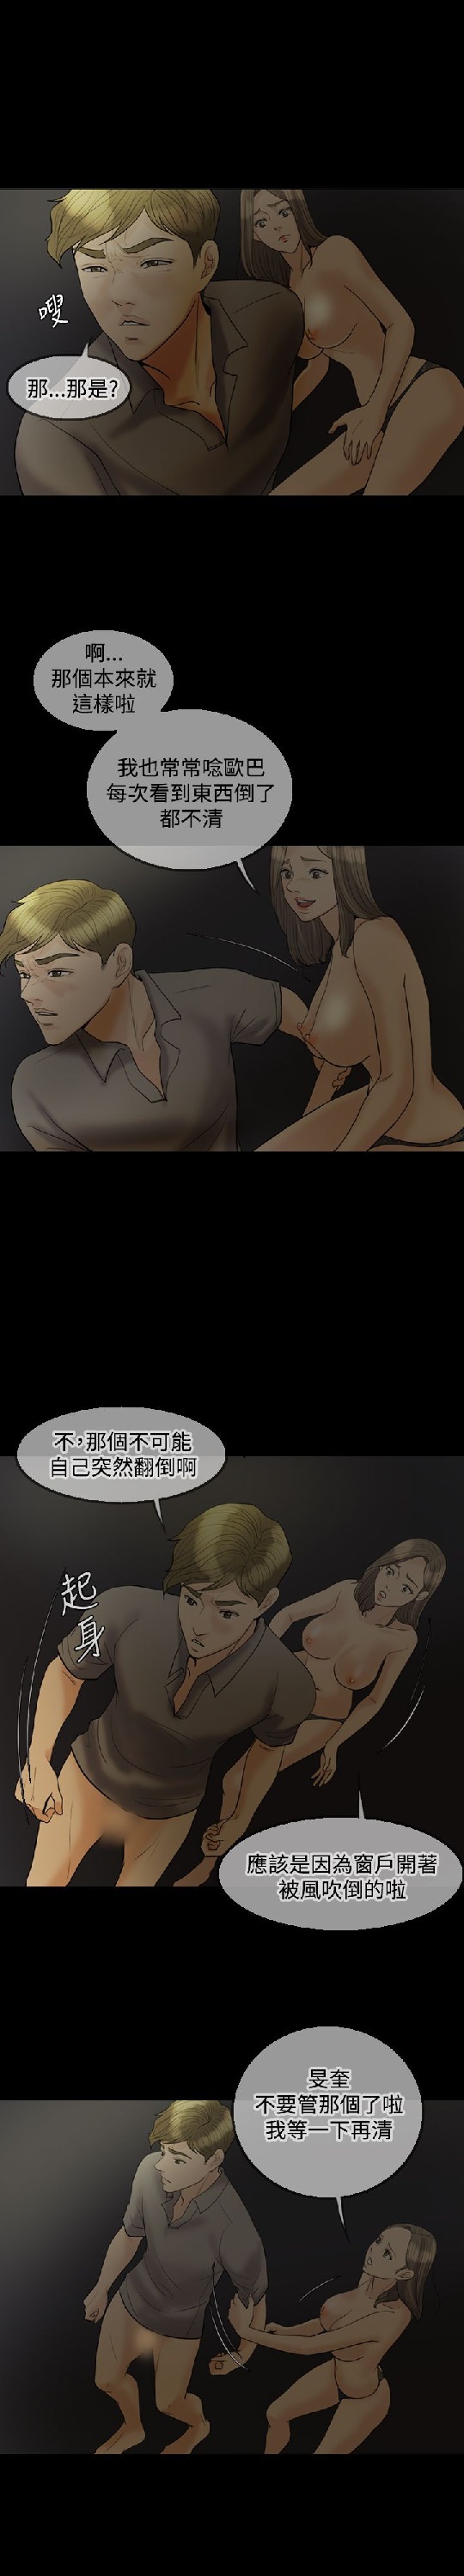 嗖
那...那是?
啊...
那個本來就
這樣啦
我也常常唸歐巴
每次看到東西倒了
都不清
不,那個不可能
自己突然翻倒啊
起身
應該是因為窗戶開著
被風吹倒的啦
旻奎
不要管那個了啦
我等一下再清